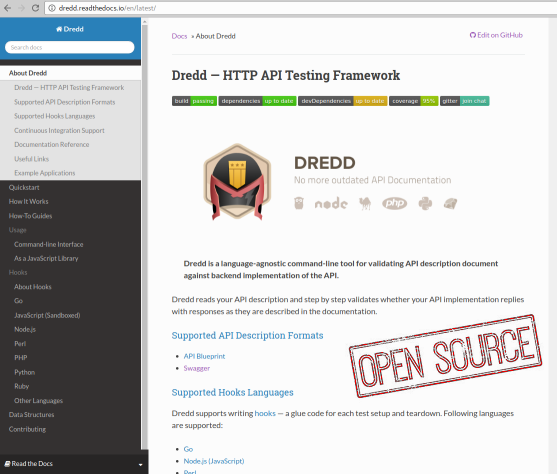 dredd.readthedocs.io/en/latest/
Dredd
Search docs
About Dredd
Dredd — HTTP API Testing Framework
Supported API Description Formats
Supported Hooks Languages
Continuous Integration Support
Documentation Reference
Useful Links
Example Applications
Quickstart
How It Works
How-To Guides
Usage
Command-line Interface
As a JavaScript Library
Hooks
About Hooks
Go
JavaScript (Sandboxed)
Node.js
Perl
PHP
Python
Ruby
Other Languages
Data Structures
Contributing
Read the Docs
Docs » About Dredd
Edit on GitHub
Dredd — HTTP API Testing Framework
build passing dependencies up to date devDependencies up to date coverage 95% gitter join chat
DREDD
No more outdated API Documentation
node php
Dredd is a language-agnostic command-line tool for validating API description document
against backend implementation of the API.
Dredd reads your API description and step by step validates whether your API implementation replies
with responses as they are described in the documentation.
Supported API Description Formats
API Blueprint
Swagger
OPEN SOURCE
Supported Hooks Languages
Dredd supports writing hooks — a glue code for each test setup and teardown. Following languages
are supported:
Go
Node.js (JavaScript)
Perl